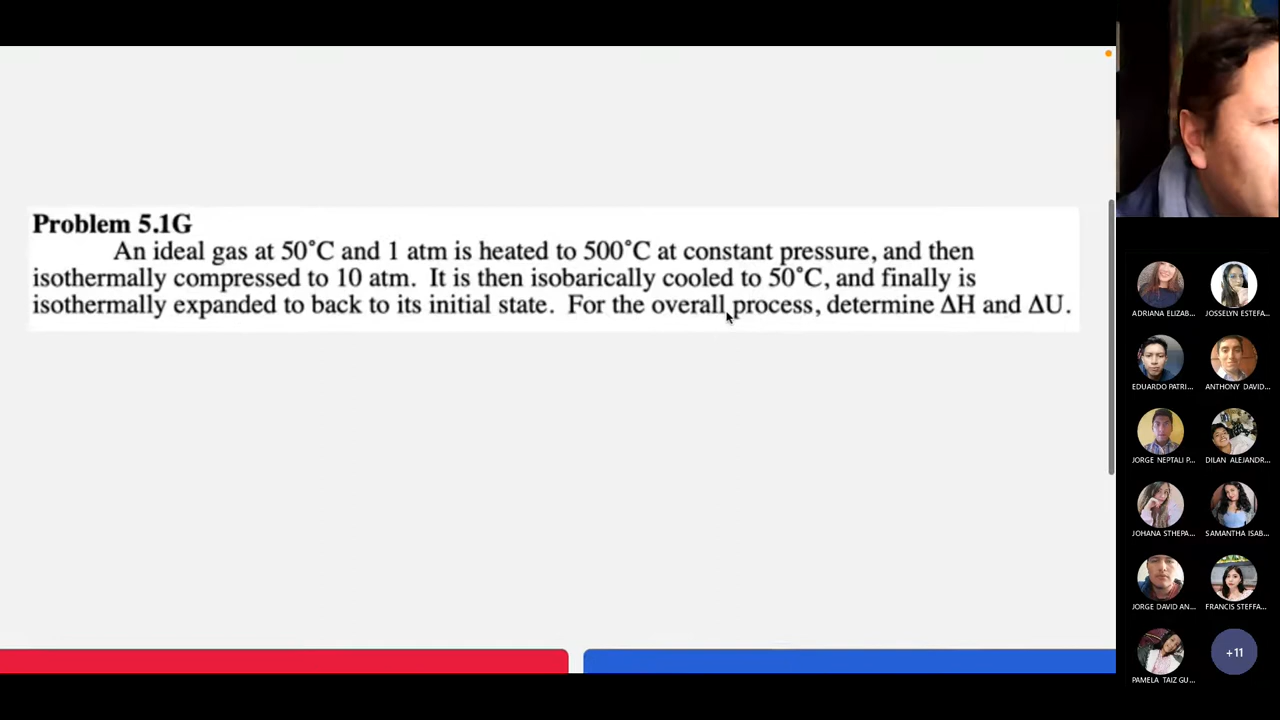 Problem 5.1G
An ideal gas at 50°C and 1 atm is heated to 500°C at constant pressure, and then
isothermally compressed to 10 atm. It is then isobarically cooled to 50°C, and finally is
isothermally expanded to back to its initial state. For the overall process, determine ΔH and ΔU.
ADRIANA ELIZAB...
JOSSELYN ESTEFA...
EDUARDO PATRI...
ANTHONY DAVID...
JORGE NEPTALI P...
DILAN ALEJANDR...
JOHANA STHEPA...
SAMANTHA ISAB...
JORGE DAVID AN...
FRANCIS STEFFA...
PAMELA TAIZ GU...
+11